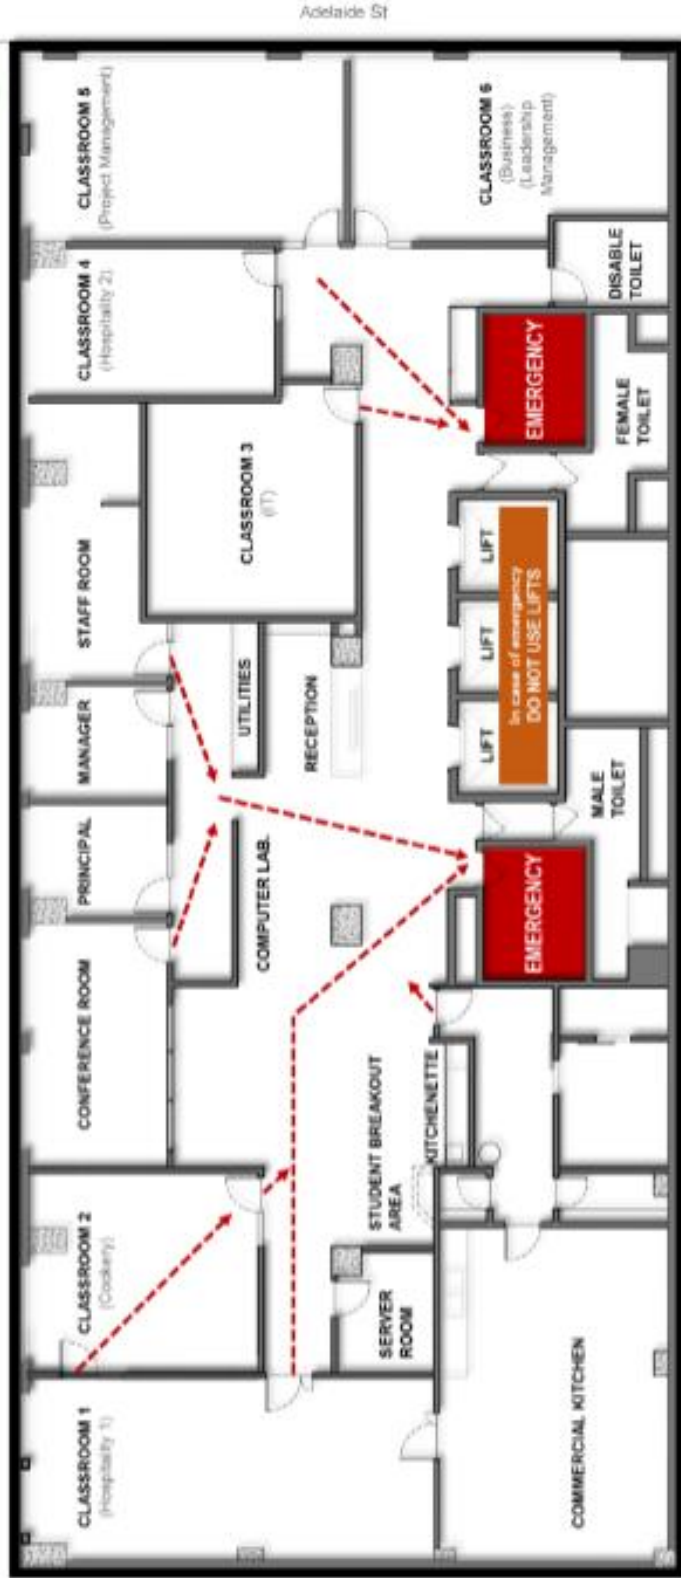 Adelaide St
CLASSROOM 5
(Project Management)
CLASSROOM 6
(Business)
(Leadership
Management)
CLASSROOM 4
(Hospitality 2)
DISABLE
TOILET
EMERGENCY
FEMALE
TOILET
CLASSROOM 3
(IT)
STAFF ROOM
LIFT
LIFT
LIFT
In case of emergency
DO NOT USE LIFTS
MANAGER
UTILITIES
RECEPTION
PRINCIPAL
MALE
TOILET
EMERGENCY
COMPUTER LAB.
CONFERENCE ROOM
STUDENT BREAKOUT
AREA
KITCHENETTE
CLASSROOM 2
(Cookery)
SERVER
ROOM
CLASSROOM 1
(Hospitality 1)
COMMERCIAL KITCHEN